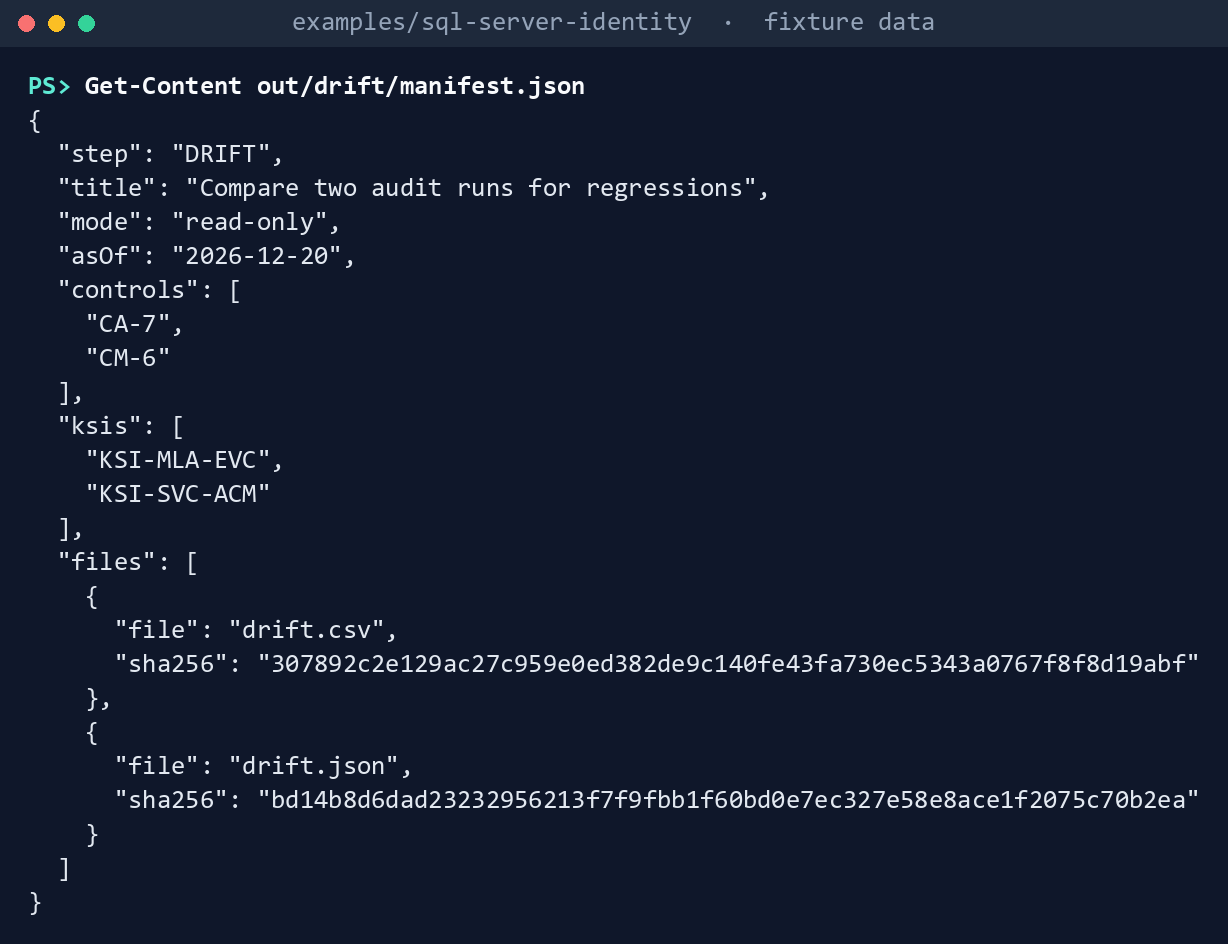 examples/sql-server-identity · fixture data
PS> Get-Content out/drift/manifest.json
{
  "step": "DRIFT",
  "title": "Compare two audit runs for regressions",
  "mode": "read-only",
  "asOf": "2026-12-20",
  "controls": [
    "CA-7",
    "CM-6"
  ],
  "ksis": [
    "KSI-MLA-EVC",
    "KSI-SVC-ACM"
  ],
  "files": [
    {
      "file": "drift.csv",
      "sha256": "307892c2e129ac27c959e0ed382de9c140fe43fa730ec5343a0767f8f8d19abf"
    },
    {
      "file": "drift.json",
      "sha256": "bd14b8d6dad23232956213f7f9fbb1f60bd0e7ec327e58e8ace1f2075c70b2ea"
    }
  ]
}